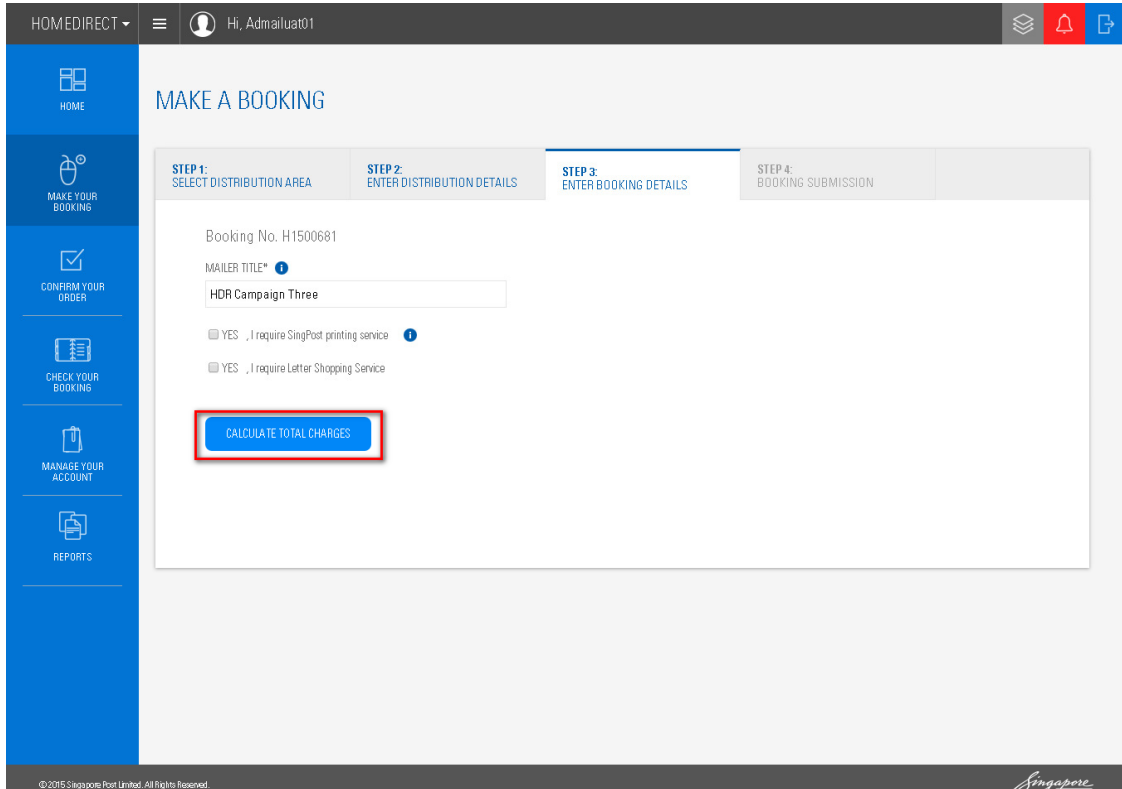 HOMEDIRECT
Hi, Admailuat01
HOME
MAKE YOUR
BOOKING
CONFIRM YOUR
ORDER
CHECK YOUR
BOOKING
MANAGE YOUR
ACCOUNT
REPORTS
MAKE A BOOKING
STEP 1:
SELECT DISTRIBUTION AREA
STEP 2:
ENTER DISTRIBUTION DETAILS
STEP 3:
ENTER BOOKING DETAILS
STEP 4:
BOOKING SUBMISSION
Booking No. H1500681
MAILER TITLE*
HDR Campaign Three
YES , I require SingPost printing service
YES , I require Letter Shopping Service
CALCULATE TOTAL CHARGES
© 2015 Singapore Post Limited. All Rights Reserved.
Singapore